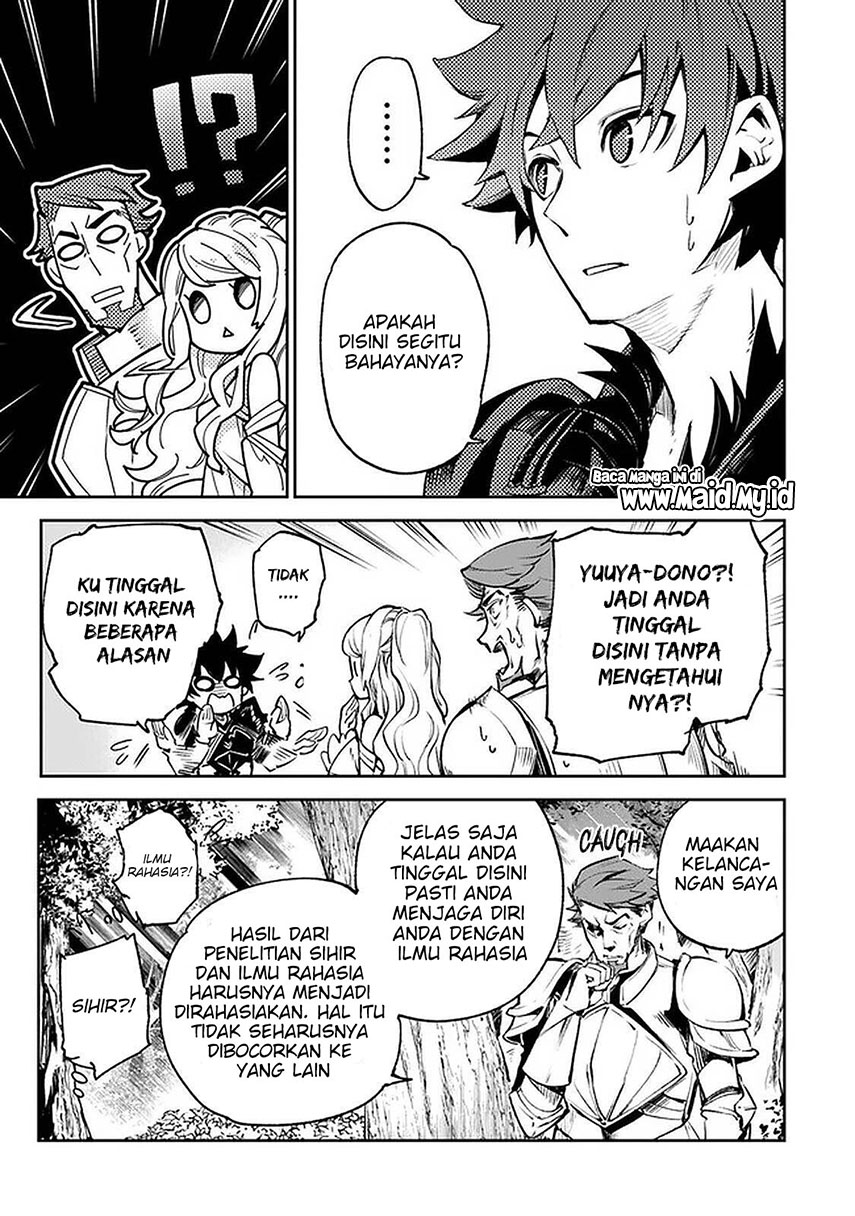 ......
APAKAH
DISINI SEGITU
BAHAYANYA?
!?
Baca Manga ini di
www.Maid.My.id
YUUYA-DONO?!
JADI ANDA
TINGGAL
DISINI TANPA
MENGETAHUI
NYA?!
TIDAK
....
KU TINGGAL
DISINI KARENA
BEBERAPA
ALASAN
MAAKAN
KELANCA-
NGAN SAYA
CAUGH
JELAS SAJA
KALAU ANDA
TINGGAL DISINI
PASTI ANDA
MENJAGA DIRI
ANDA DENGAN
ILMU RAHASIA
HASIL DARI
PENELITIAN SIHIR
DAN ILMU RAHASIA
HARUSNYA MENJADI
DIRAHASIAKAN. HAL ITU
TIDAK SEHARUSNYA
DIBOCORKAN KE
YANG LAIN
ILMU
RAHASIA?!
SIHIR?!